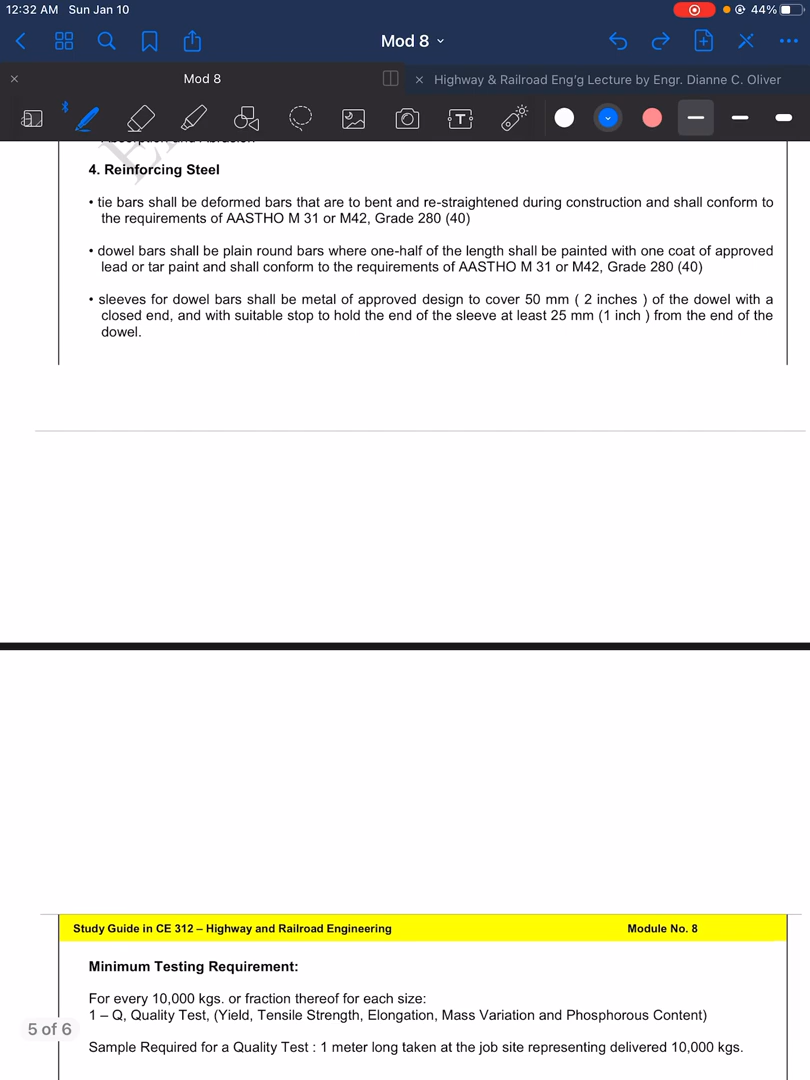 12:32 AM Sun Jan 10
44%
Mod 8
Mod 8
Highway & Railroad Eng'g Lecture by Engr. Dianne C. Oliver
4. Reinforcing Steel
• tie bars shall be deformed bars that are to bent and re-straightened during construction and shall conform to
the requirements of AASTHO M 31 or M42, Grade 280 (40)
• dowel bars shall be plain round bars where one-half of the length shall be painted with one coat of approved
lead or tar paint and shall conform to the requirements of AASTHO M 31 or M42, Grade 280 (40)
• sleeves for dowel bars shall be metal of approved design to cover 50 mm ( 2 inches ) of the dowel with a
closed end, and with suitable stop to hold the end of the sleeve at least 25 mm (1 inch ) from the end of the
dowel.
Study Guide in CE 312 – Highway and Railroad Engineering Module No. 8
Minimum Testing Requirement:
For every 10,000 kgs. or fraction thereof for each size:
1 – Q, Quality Test, (Yield, Tensile Strength, Elongation, Mass Variation and Phosphorous Content)
5 of 6
Sample Required for a Quality Test : 1 meter long taken at the job site representing delivered 10,000 kgs.